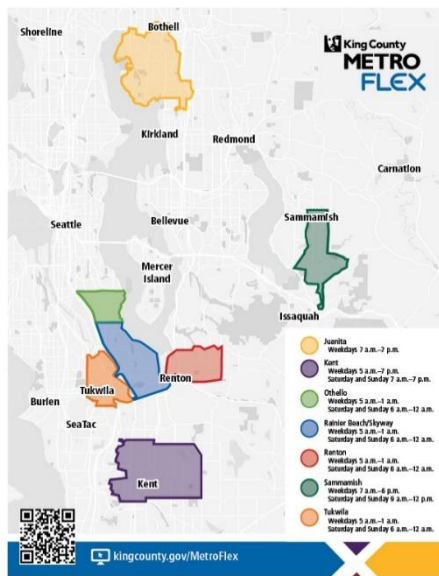 Shoreline
Bothell
King County
METRO
FLEX
Kirkland
Redmond
Carnation
Seattle
Bellevue
Sammamish
Mercer
Island
Issaquah
Renton
Tukwila
Burien
SeaTac
Kent
Juanita
Weekdays 7 a.m.–7 p.m.
Kent
Weekdays 5 a.m.–7 p.m.
Saturday and Sunday 7 a.m.–7 p.m.
Othello
Weekdays 5 a.m.–1 a.m.
Saturday and Sunday 6 a.m.–12 a.m.
Rainier Beach/Skyway
Weekdays 5 a.m.–1 a.m.
Saturday and Sunday 6 a.m.–12 a.m.
Renton
Weekdays 5 a.m.–1 a.m.
Saturday and Sunday 6 a.m.–12 a.m.
Sammamish
Weekdays 7 a.m.–6 p.m.
Saturday and Sunday 9 a.m.–12 p.m.
Tukwila
Weekdays 5 a.m.–1 a.m.
Saturday and Sunday 6 a.m.–12 a.m.
kingcounty.gov/MetroFlex